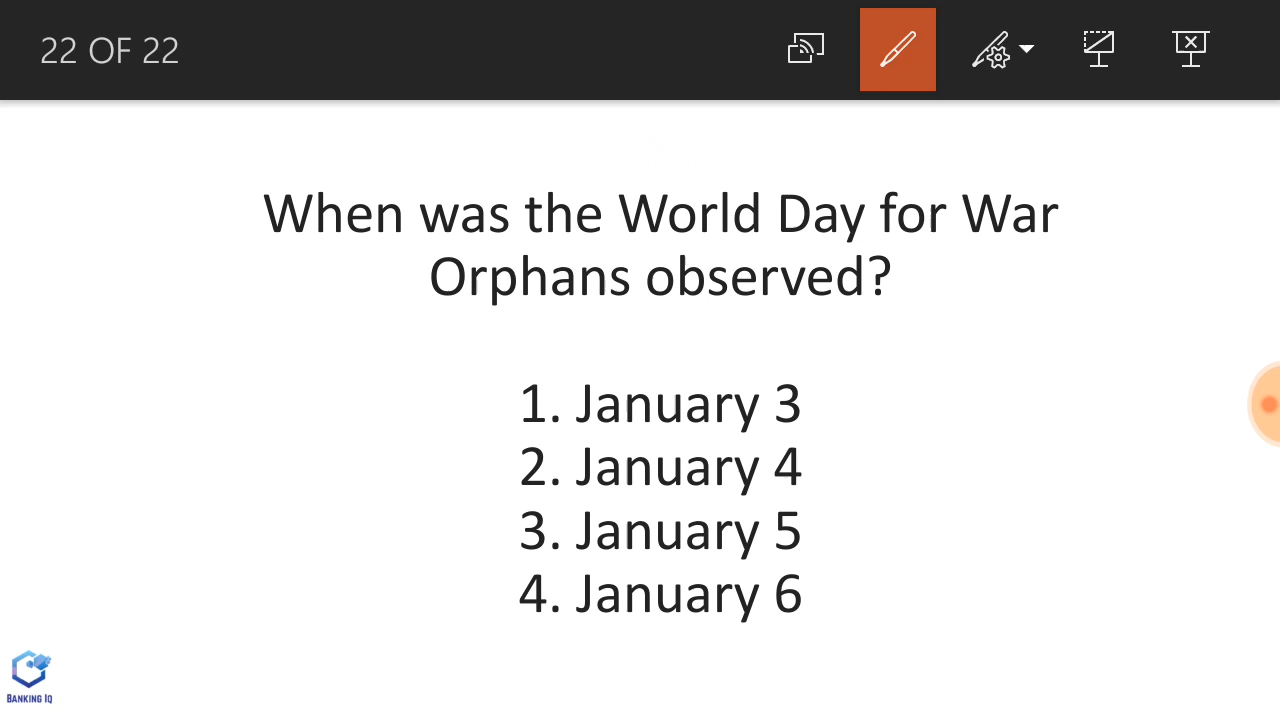 22 OF 22
When was the World Day for War
Orphans observed?
1. January 3
2. January 4
3. January 5
4. January 6
BANKING IQ